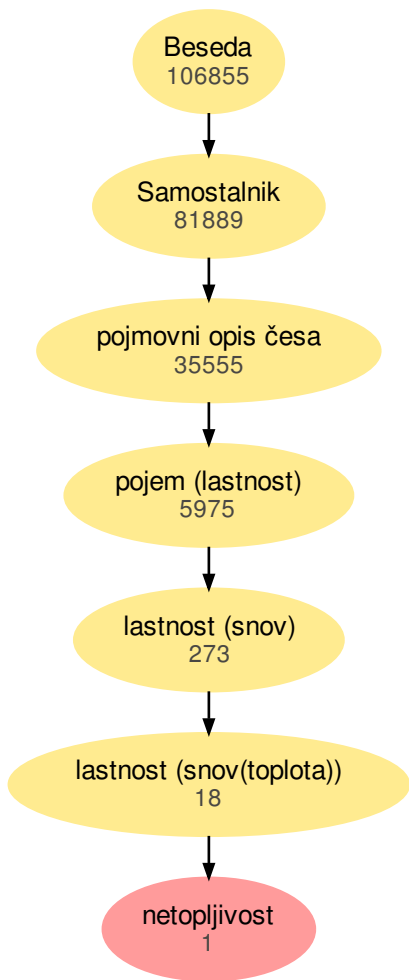 Beseda
106855
Samostalnik
81889
pojmovni opis česa
35555
pojem (lastnost)
5975
lastnost (snov)
273
lastnost (snov(toplota))
18
netopljivost
1